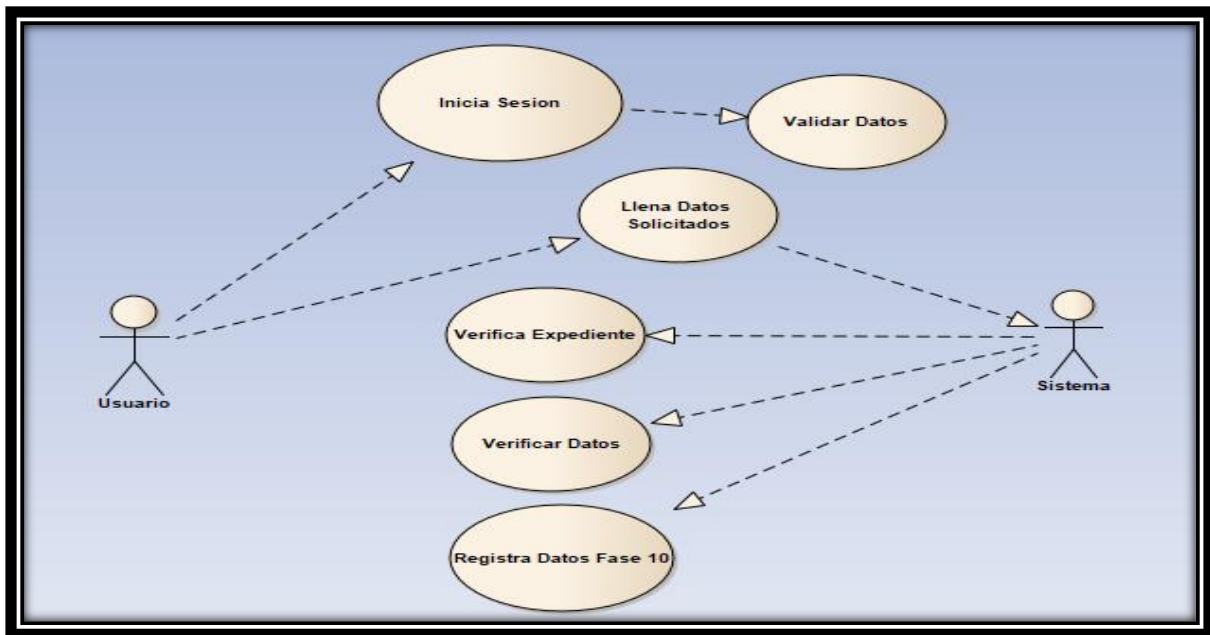 Inicia Sesion
Validar Datos
Llena Datos
Solicitados
Verifica Expediente
Usuario
Sistema
Verificar Datos
Registra Datos Fase 10